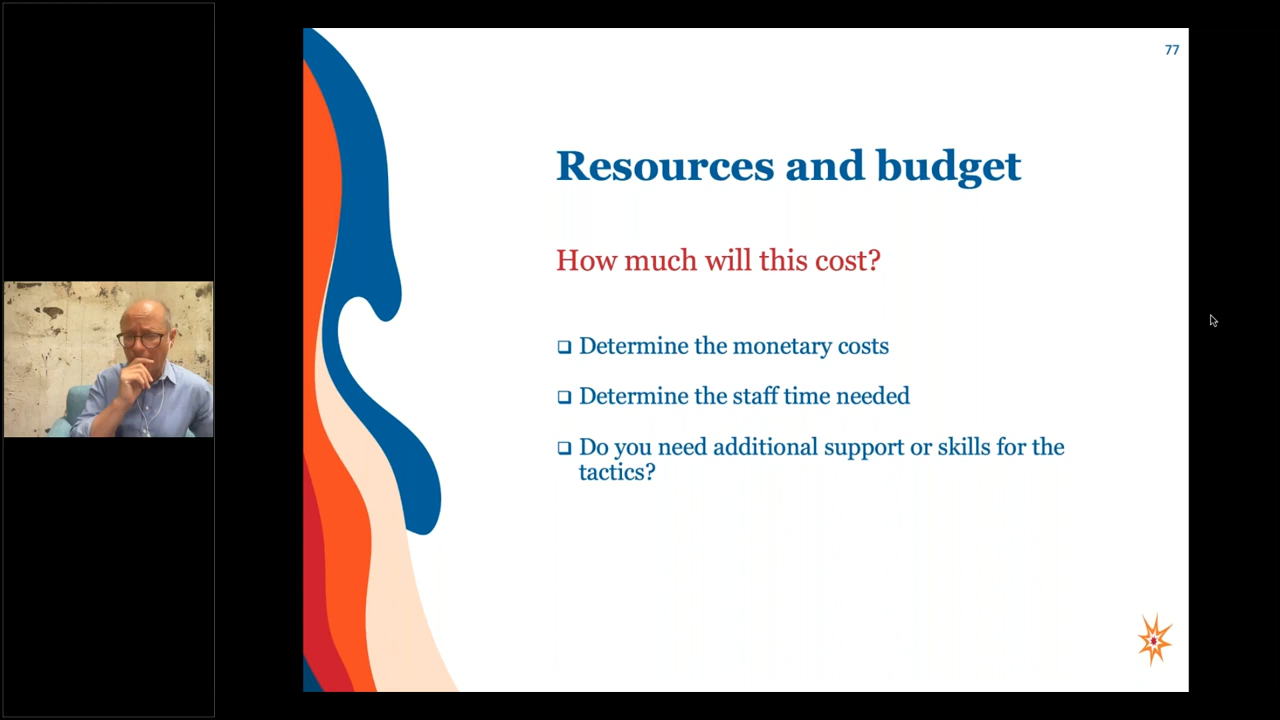 77
Resources and budget
How much will this cost?
❑ Determine the monetary costs
❑ Determine the staff time needed
❑ Do you need additional support or skills for the
tactics?